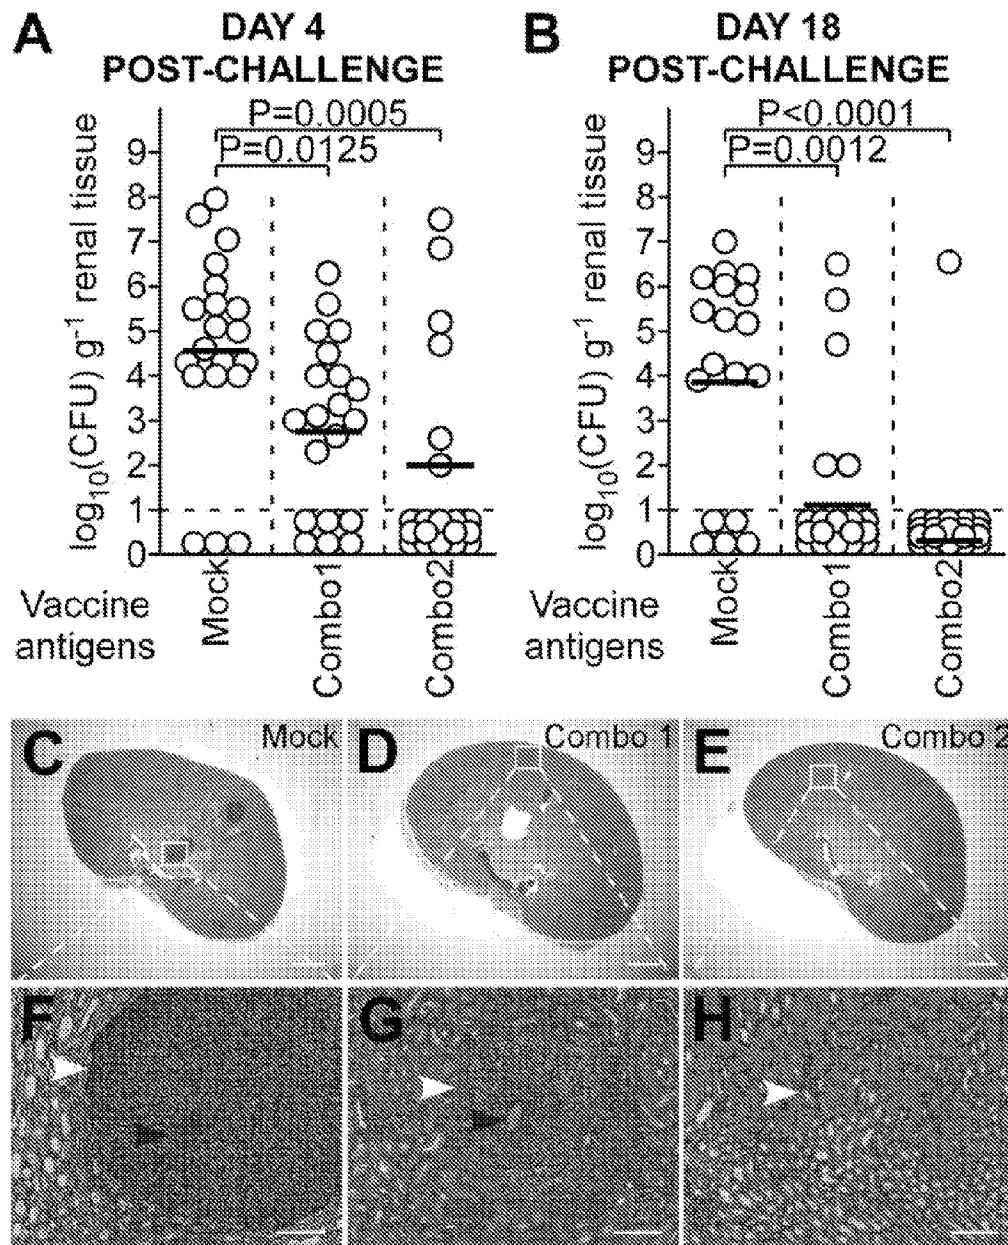 A
DAY 4
POST-CHALLENGE
log10(CFU) g-1 renal tissue
P=0.0005
P=0.0125
9
8
7
6
5
4
3
2
1
0
Vaccine
antigens
Mock
Combo1
Combo2
B
DAY 18
POST-CHALLENGE
log10(CFU) g-1 renal tissue
P<0.0001
P=0.0012
9
8
7
6
5
4
3
2
1
0
Vaccine
antigens
Mock
Combo1
Combo2
C
Mock
D
Combo 1
E
Combo 2
F
G
H